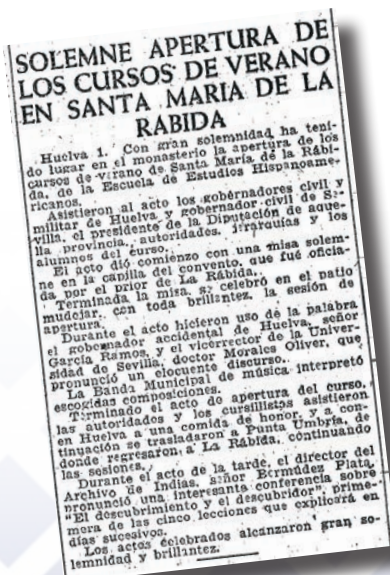 SOLEMNE APERTURA DE
LOS CURSOS DE VERANO
EN SANTA MARIA DE LA
RABIDA
Huelva 1. Con gran solemnidad ha teni-
do lugar en el monasterio la apertura de los
cursos de verano de Santa María de la Rábi-
da, de la Escuela de Estudios Hispanoame-
ricanos.
Asistieron al acto los gobernadores civil y
militar de Huelva y gobernador civil de Se-
villa, el presidente de la Diputación de aque-
lla provincia, autoridades, jerarquías y los
alumnos del curso.
El acto dió comienzo con una misa solem-
ne en la capilla del convento, que fué oficia-
da por el prior de La Rábida.
Terminada la misa, se celebró en el patio
mudejar, con toda brillantez, la sesión de
apertura.
Durante el acto hicieron uso de la palabra
el gobernador accidental de Huelva, señor
García Ramos, y el vicerrector de la Univer-
sidad de Sevilla, doctor Morales Oliver, que
pronunció un elocuente discurso.
La Banda Municipal de música interpretó
escogidas composiciones.
Terminado el acto de apertura del curso,
las autoridades y los cursillistas asistieron
en Huelva a una comida de honor, y a con-
tinuación se trasladaron a Punta Umbría, de
donde regresaron a La Rábida, continuando
las sesiones.
Durante el acto de la tarde, el director del
Archivo de Indias, señor Bermúdez Plata,
pronunció una interesante conferencia sobre
"El descubrimiento y el descubridor", prime-
mera de las cinco lecciones que explicará en
días sucesivos.
Los actos celebrados alcanzaron gran so-
lemnidad y brillantez.